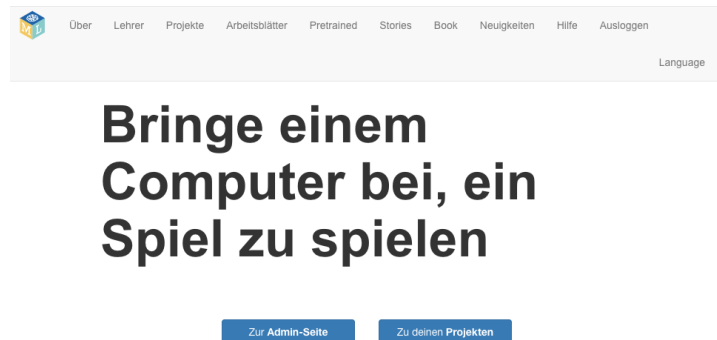 ML
Über Lehrer Projekte Arbeitsblätter Pretrained Stories Book Neuigkeiten Hilfe Ausloggen
Language
Bringe einem
Computer bei, ein
Spiel zu spielen
Zur Admin-Seite Zu deinen Projekten